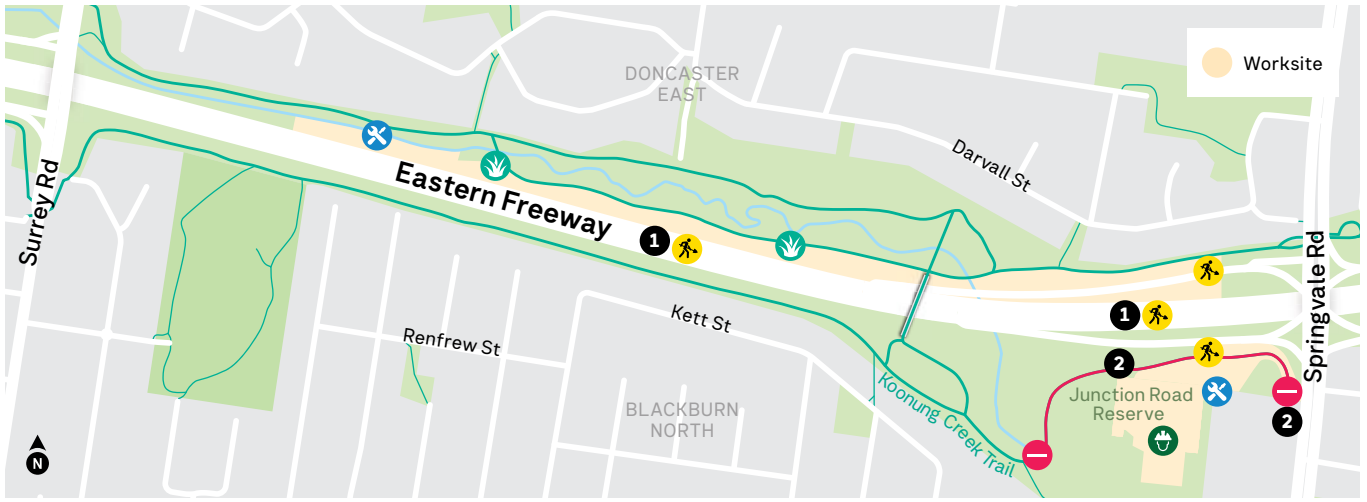 Worksite
DONCASTER
EAST
Darvall St
Surrey Rd
Eastern Freeway
1
Springvale Rd
1
Kett St
Renfrew St
2
Junction Road
Reserve
2
BLACKBURN
NORTH
Koonung Creek Trail
N